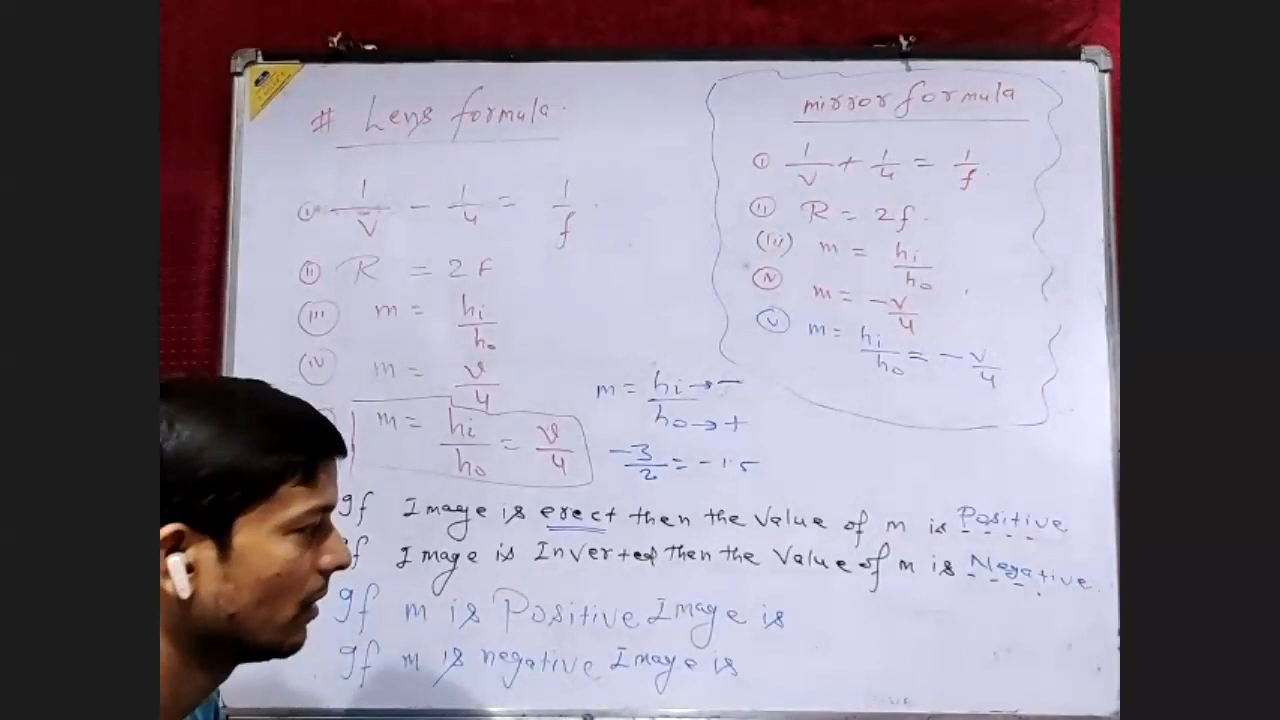 # Lens formula.
(i) 1/v - 1/u = 1/f.
(ii) R = 2F
(iii) m = hi/ho
(iv) m = v/u
m = hi/ho = v/u
mirror formula
(i) 1/v + 1/u = 1/f
(ii) R = 2f.
(iii) m = hi/ho
(iv) m = -v/u
(v) m = hi/ho = -v/u
m = hi → - / ho → +
-3/2 = -1.5
If Image is erect then the Value of m is Positive
If Image is Inverted then the Value of m is Negative.
If m is Positive Image is
If m is negative Image is